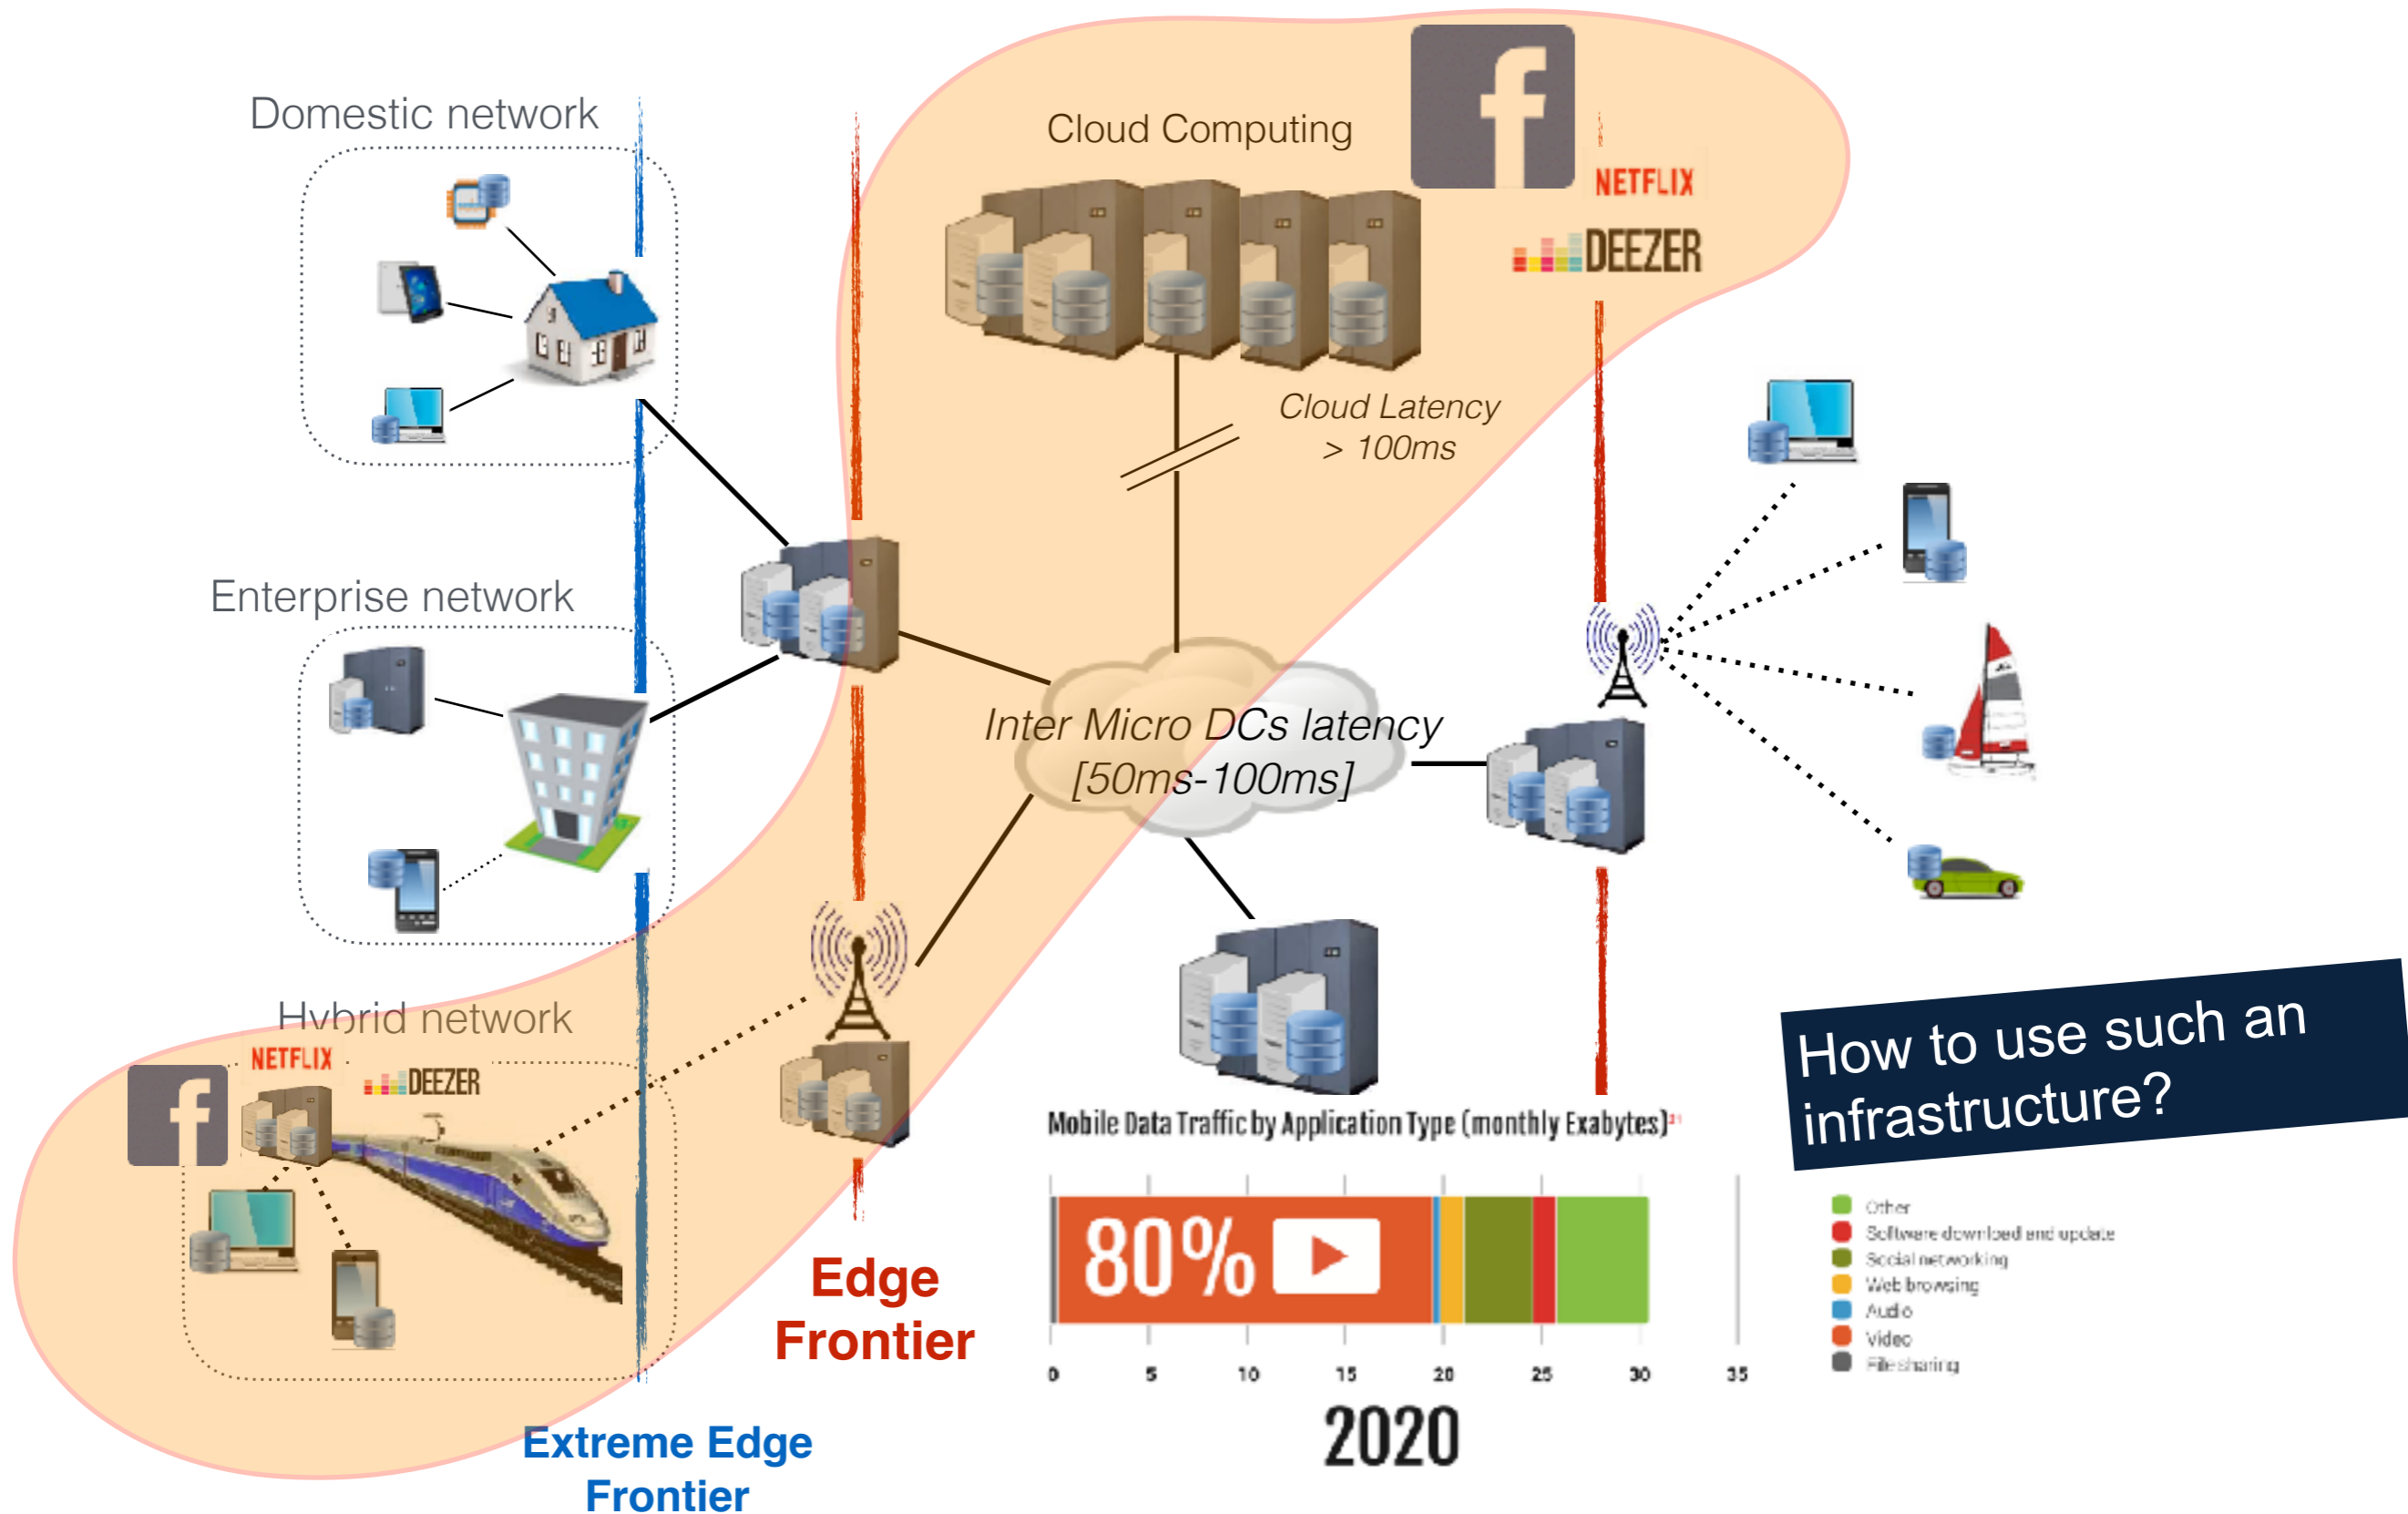 Domestic network
Cloud Computing
NETFLIX
DEEZER
Cloud Latency
> 100ms
Enterprise network
Inter Micro DCs latency
[50ms-100ms]
Hybrid network
NETFLIX
DEEZER
How to use such an
infrastructure?
Mobile Data Traffic by Application Type (monthly Exabytes)
80%
0 5 10 15 20 25 30 35
2020
Other
Software download and update
Social networking
Web browsing
Audio
Video
File sharing
Edge
Frontier
Extreme Edge
Frontier